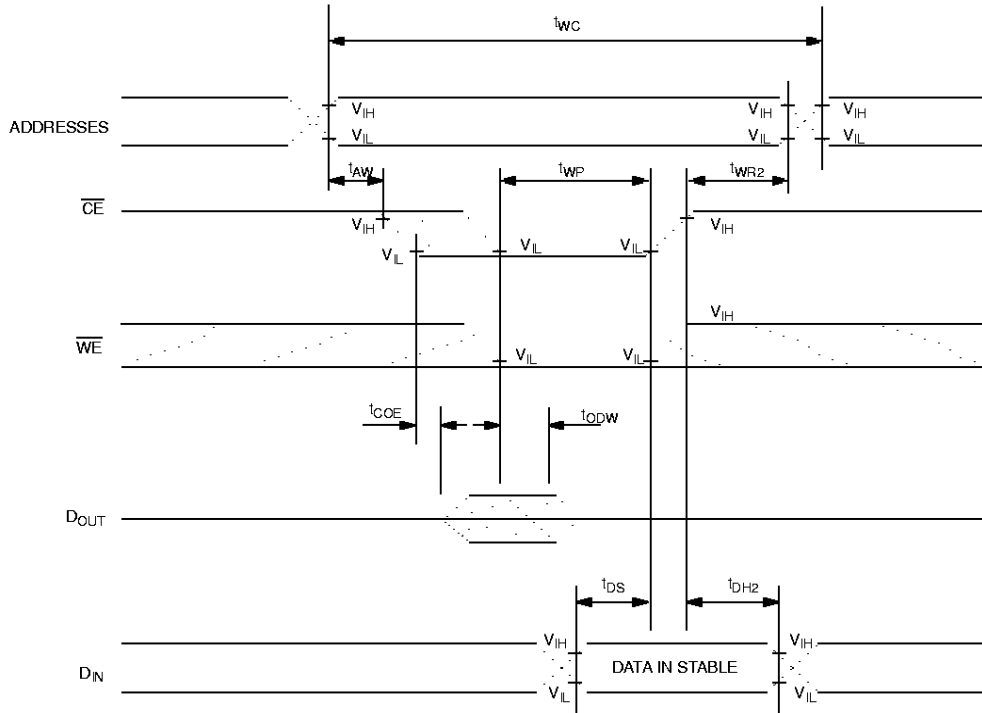 tWC
ADDRESSES VIH VIH VIH
VIL VIL VIL
tAW tWP tWR2
CE VIH VIH
VIL VIL VIL
VIH
WE VIL VIL
tCOE tODW
DOUT
tDS tDH2
VIH VIH
DIN DATA IN STABLE
VIL VIL